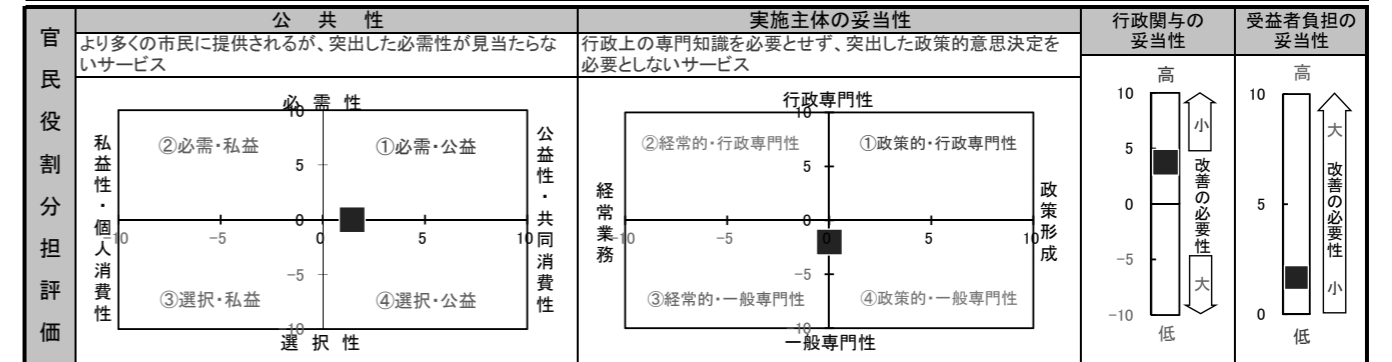 官民役割分担評価
公 共 性
より多くの市民に提供されるが、突出した必需性が見当たらな
いサービス
必 需 性
10
私益性・個人消費性
②必需・私益
5
①必需・公益
公益性・共同消費性
0
-10
-5
0
5
10
-5
③選択・私益
④選択・公益
-10
選 択 性
実施主体の妥当性
行政上の専門知識を必要とせず、突出した政策的意思決定を
必要としないサービス
行政専門性
10
②経常的・行政専門性
5
①政策的・行政専門性
経常業務
0
政策形成
-10
-5
0
5
10
-5
③経常的・一般専門性
④政策的・一般専門性
-10
一般専門性
行政関与の
妥当性
高
10
5
0
-5
-10
小
改善の必要性
大
低
受益者負担の
妥当性
高
10
5
0
大
改善の必要性
小
低